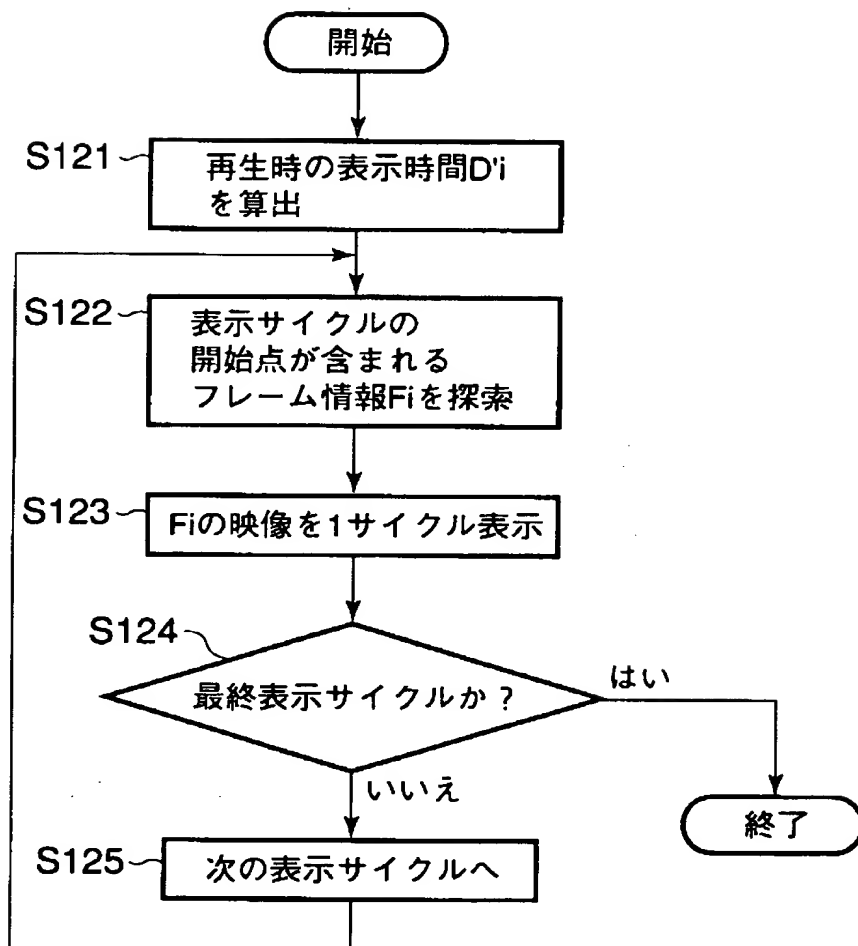 開始
S121
再生時の表示時間D'i
を算出
S122
表示サイクルの
開始点が含まれる
フレーム情報Fiを探索
S123
Fiの映像を1サイクル表示
S124
最終表示サイクルか？
はい
いいえ
終了
S125
次の表示サイクルへ